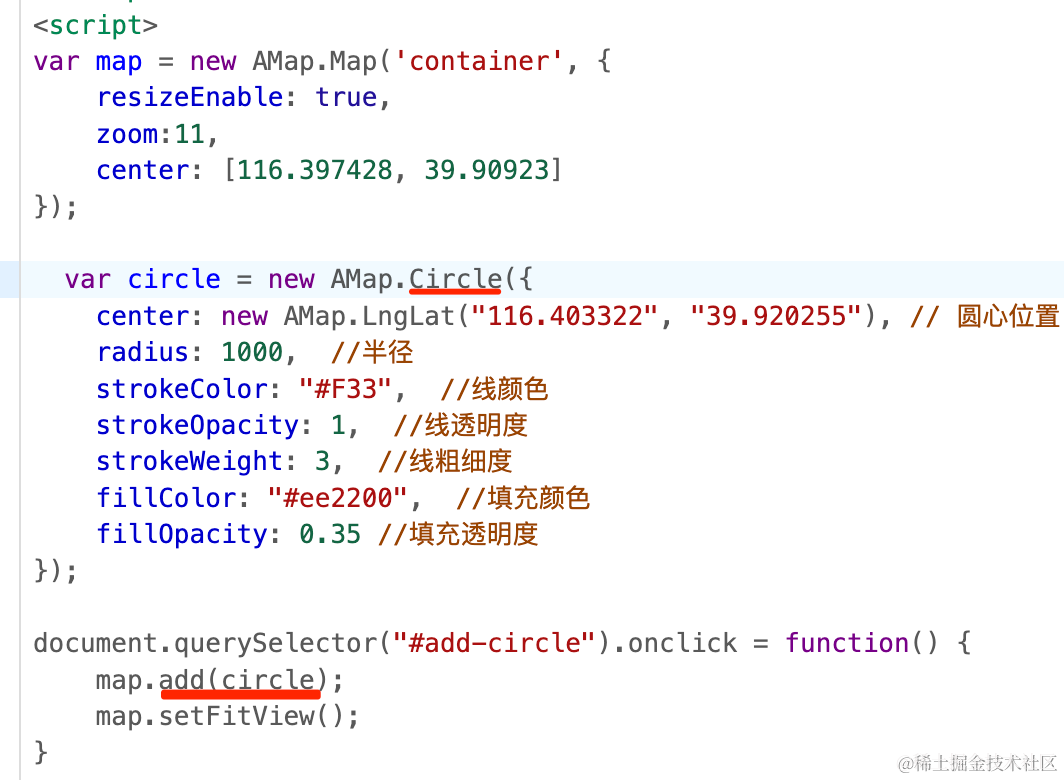 <script>
var map = new AMap.Map('container', {
    resizeEnable: true,
    zoom:11,
    center: [116.397428, 39.90923]
});
  var circle = new AMap.Circle({
    center: new AMap.LngLat("116.403322", "39.920255"), // 圆心位置
    radius: 1000,  //半径
    strokeColor: "#F33",  //线颜色
    strokeOpacity: 1,  //线透明度
    strokeWeight: 3,  //线粗细度
    fillColor: "#ee2200",  //填充颜色
    fillOpacity: 0.35 //填充透明度
});
document.querySelector("#add-circle").onclick = function() {
    map.add(circle);
    map.setFitView();
}
@稀土掘金技术社区